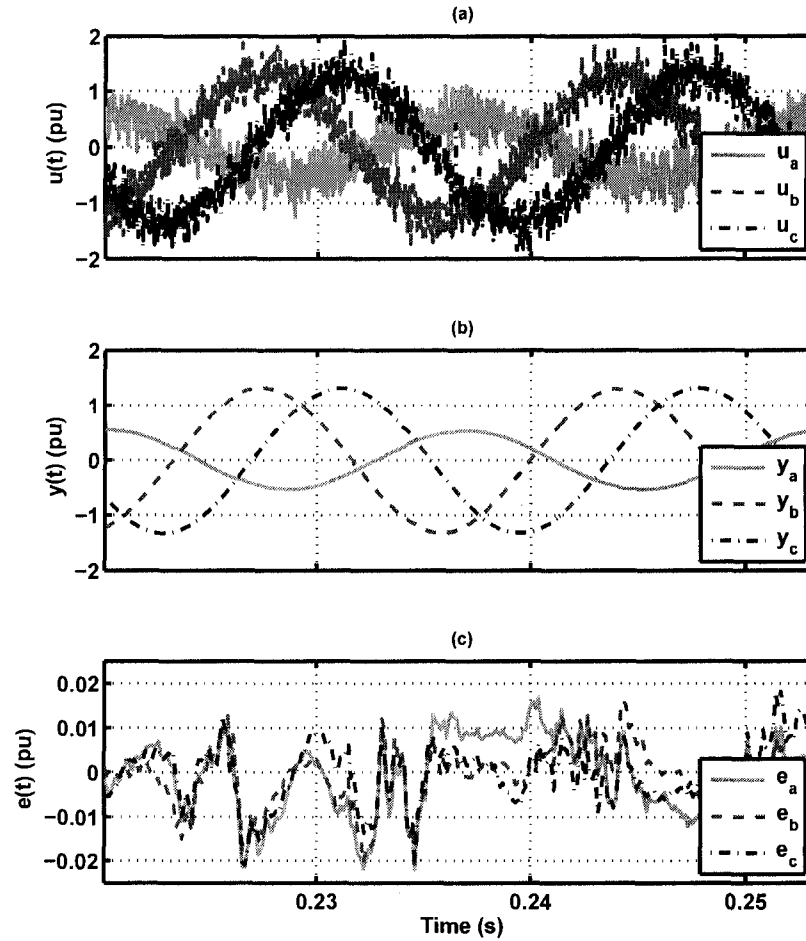 (a)
u(t) (pu)
2
1
0
−1
−2
u_a
u_b
u_c
(b)
y(t) (pu)
2
1
0
−1
−2
y_a
y_b
y_c
(c)
e(t) (pu)
0.02
0.01
0
−0.01
−0.02
e_a
e_b
e_c
0.23
0.24
0.25
Time (s)